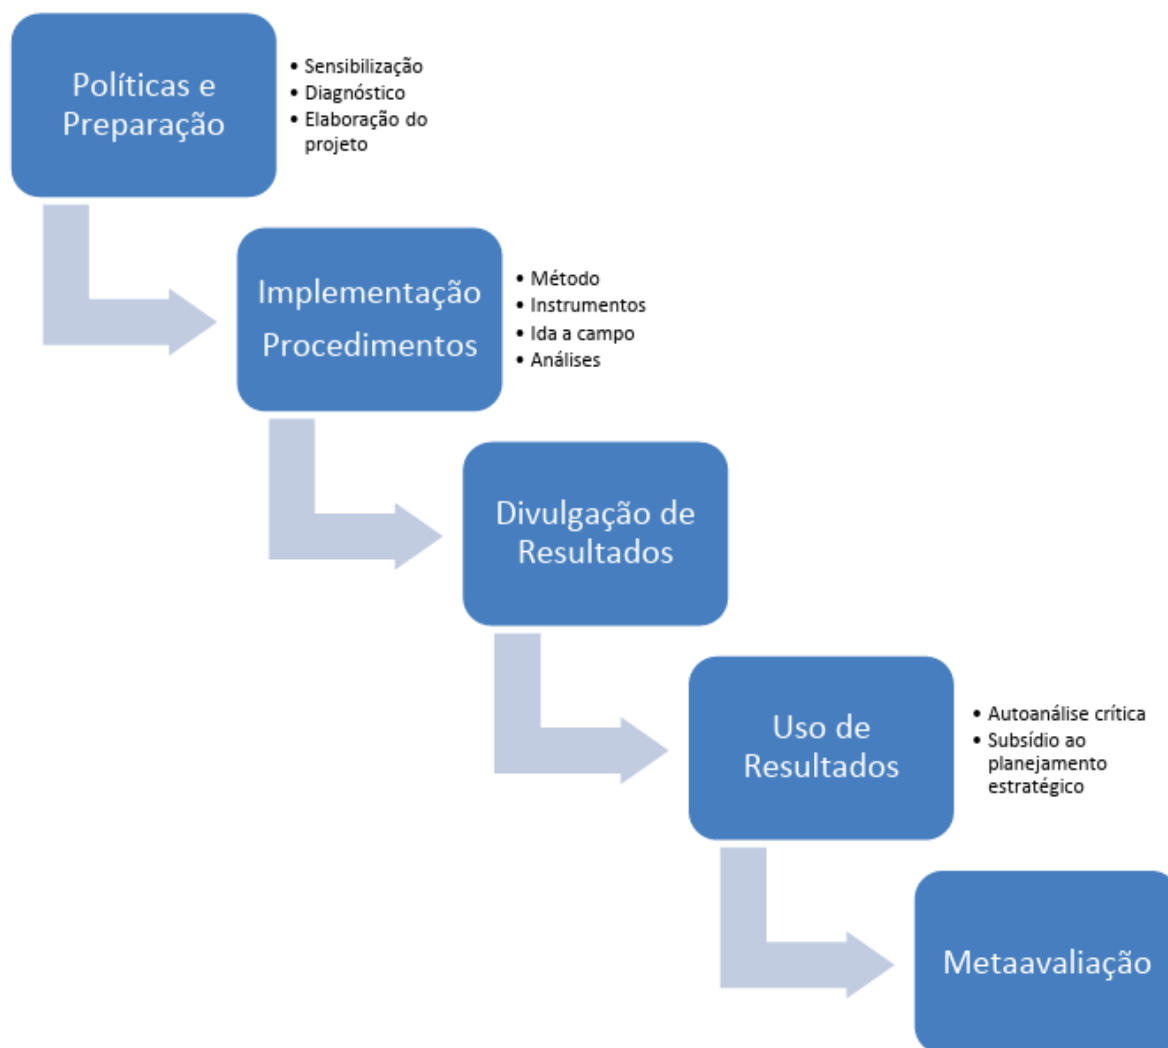 Políticas e
Preparação
• Sensibilização
• Diagnóstico
• Elaboração do
projeto
Implementação
Procedimentos
• Método
• Instrumentos
• Ida a campo
• Análises
Divulgação de
Resultados
Uso de
Resultados
• Autoanálise crítica
• Subsídio ao
planejamento
estratégico
Metaavaliação